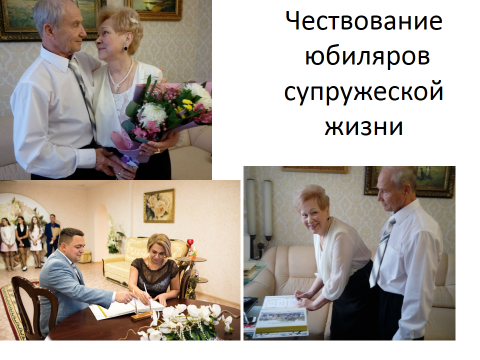 Чествование
юбиляров
супружеской
жизни